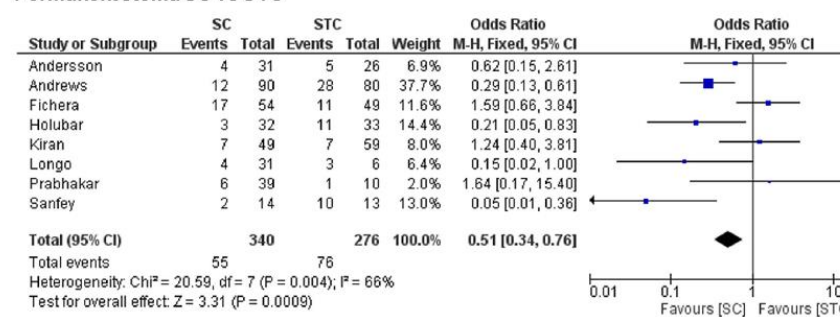 SC STC Odds Ratio Odds Ratio
Study or Subgroup Events Total Events Total Weight M-H, Fixed, 95% CI M-H, Fixed, 95% CI
Andersson 4 31 5 26 6.9% 0.62 [0.15, 2.61]
Andrews 12 90 28 80 37.7% 0.29 [0.13, 0.61]
Fichera 17 54 11 49 11.6% 1.59 [0.66, 3.84]
Holubar 3 32 11 33 14.4% 0.21 [0.05, 0.83]
Kiran 7 49 7 59 8.0% 1.24 [0.40, 3.81]
Longo 4 31 3 6 6.4% 0.15 [0.02, 1.00]
Prabhakar 6 39 1 10 2.0% 1.64 [0.17, 15.40]
Sanfey 2 14 10 13 13.0% 0.05 [0.01, 0.36]
Total (95% CI) 340 276 100.0% 0.51 [0.34, 0.76]
Total events 55 76
Heterogeneity: Chi² = 20.59, df = 7 (P = 0.004); I² = 66%
Test for overall effect: Z = 3.31 (P = 0.0009)
0.01 0.1 1 10
Favours [SC] Favours [ST